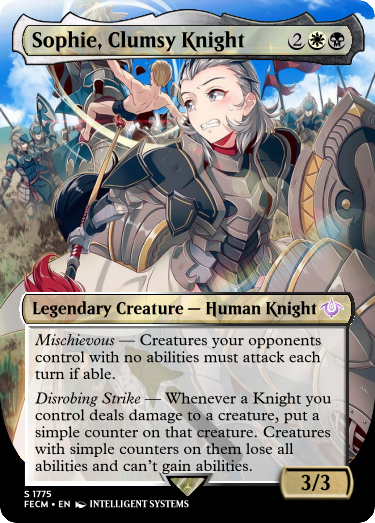 Sophie, Clumsy Knight 2
Legendary Creature — Human Knight
Mischievous — Creatures your opponents
control with no abilities must attack each
turn if able.
Disrobing Strike — Whenever a Knight you
control deals damage to a creature, put a
simple counter on that creature. Creatures
with simple counters on them lose all
abilities and can't gain abilities.
3/3
S 1775
FECM • EN INTELLIGENT SYSTEMS